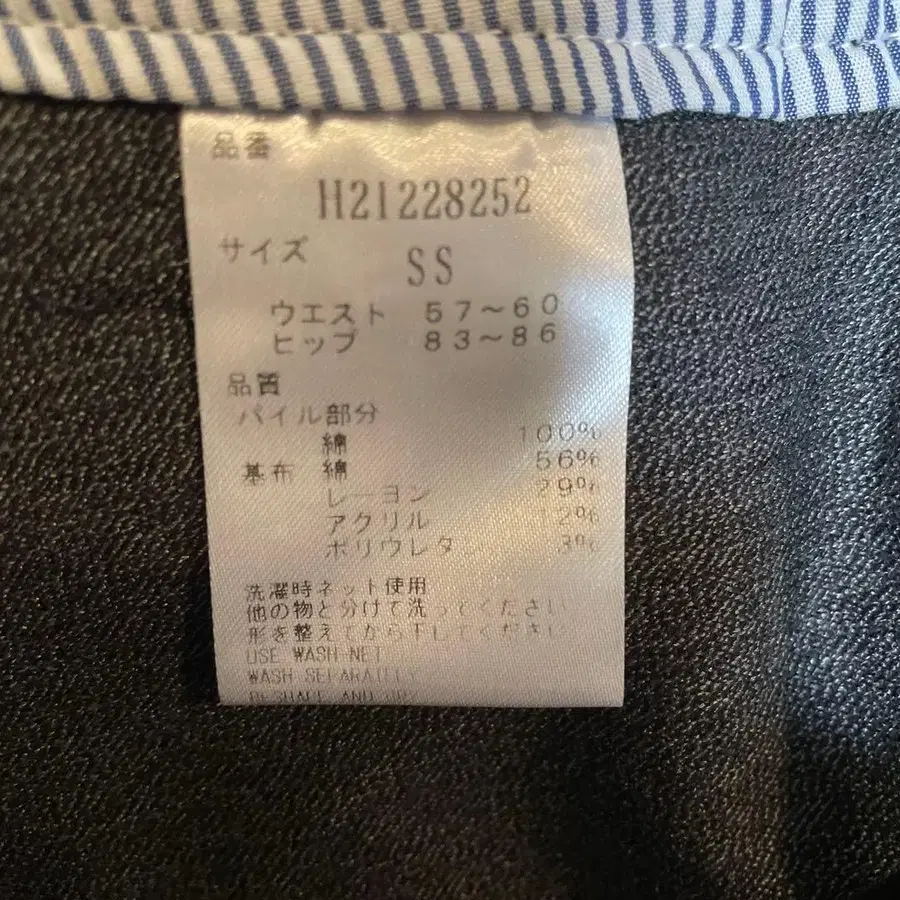 品番
H21228252
サイズ SS
ウエスト 57～60
ヒップ 83～86
品質
パイル部分
綿 100%
基布 綿 56%
レーヨン 29%
アクリル 12%
ポリウレタン 3%
洗濯時ネット使用
他の物と分けて洗ってください
形を整えてから干してください
USE WASH-NET
WASH SEPARATELY
RESHAPE AND DRY